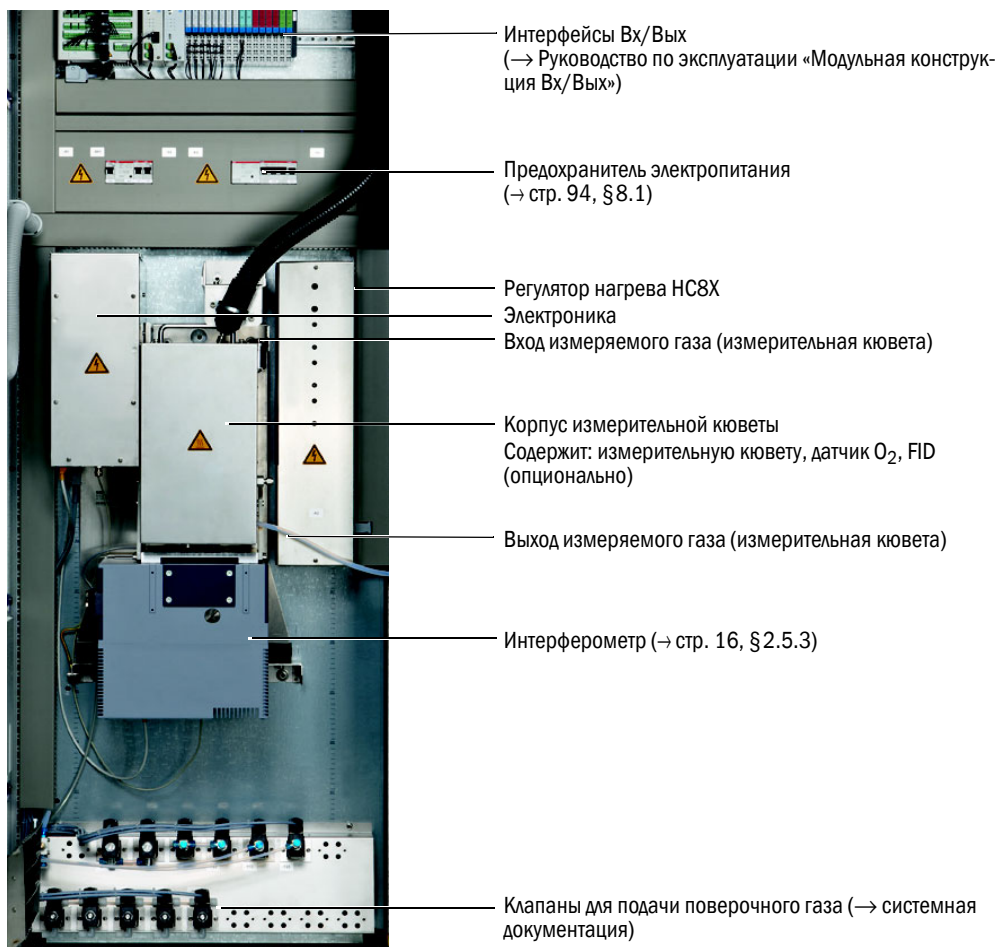 Интерфейсы Вх/Вых
(→ Руководство по эксплуатации «Модульная конструк-
ция Вх/Вых»)
Предохранитель электропитания
(→ стр. 94, §8.1)
Регулятор нагрева HC8X
Электроника
Вход измеряемого газа (измерительная кювета)
Корпус измерительной кюветы
Содержит: измерительную кювету, датчик O2, FID
(опционально)
Выход измеряемого газа (измерительная кювета)
Интерферометр (→ стр. 16, §2.5.3)
Клапаны для подачи поверочного газа (→ системная
документация)